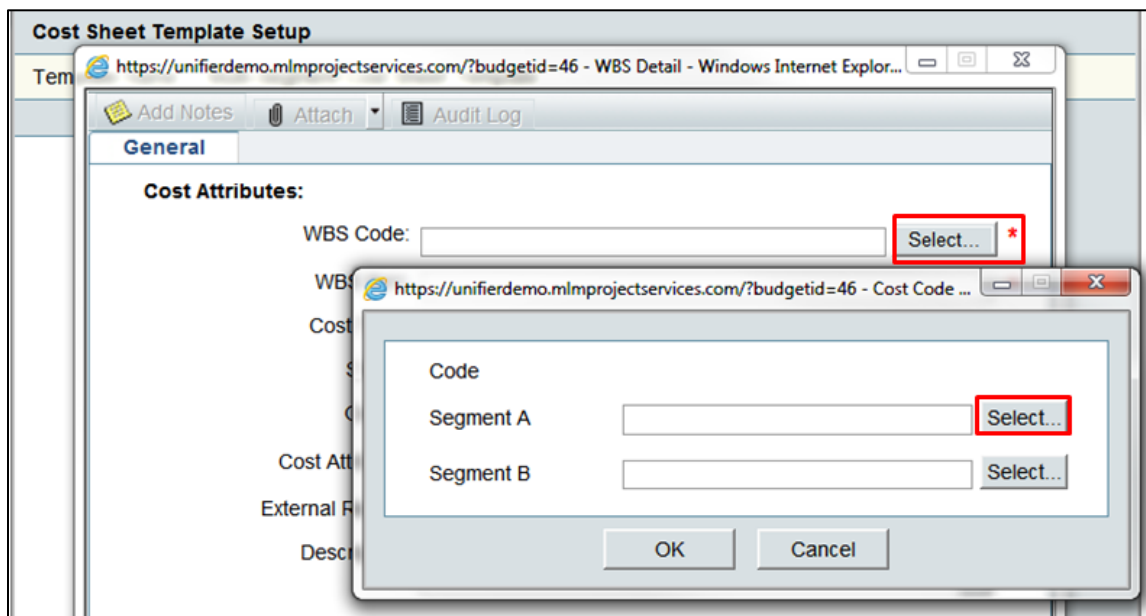 Cost Sheet Template Setup
Tem
https://unifierdemo.mlmprojectservices.com/?budgetid=46 - WBS Detail - Windows Internet Explor...
Add Notes Attach Audit Log
General
Cost Attributes:
WBS Code: Select... *
WBS
https://unifierdemo.mlmprojectservices.com/?budgetid=46 - Cost Code ...
Cost
Code
Segment A Select...
Cost Att
Segment B Select...
External R
Descr
OK Cancel